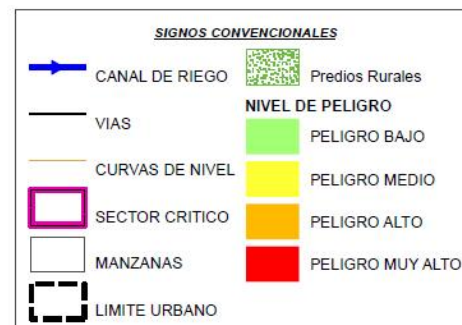 SIGNOS CONVENCIONALES
CANAL DE RIEGO
VIAS
CURVAS DE NIVEL
SECTOR CRITICO
MANZANAS
LIMITE URBANO
Predios Rurales
NIVEL DE PELIGRO
PELIGRO BAJO
PELIGRO MEDIO
PELIGRO ALTO
PELIGRO MUY ALTO